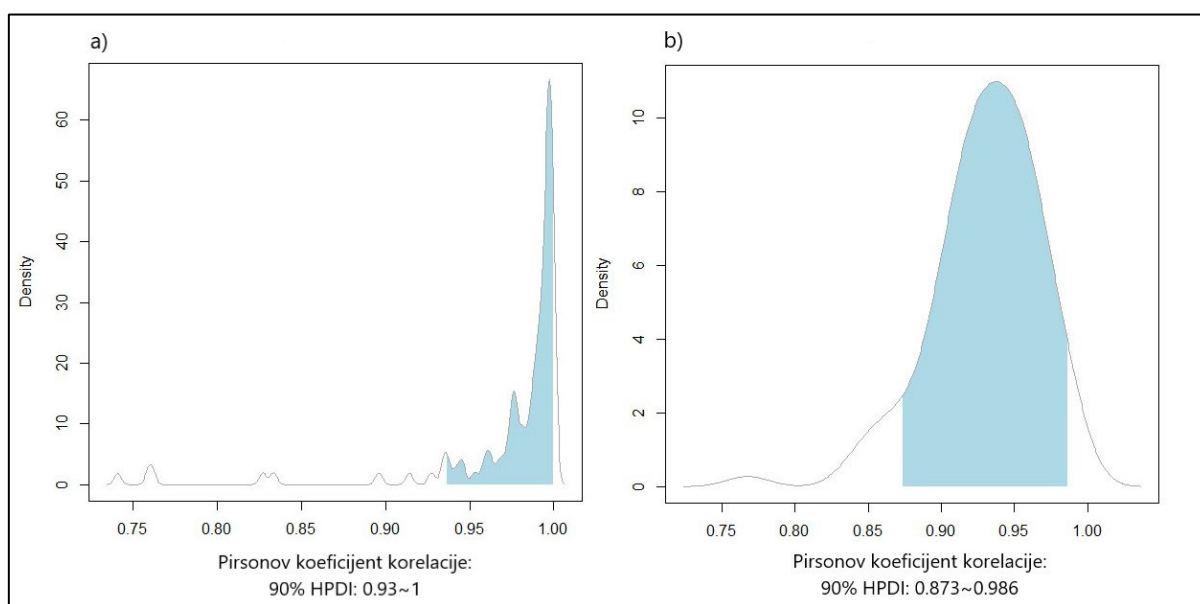 a)
Density
60
50
40
30
20
10
0
0.75 0.80 0.85 0.90 0.95 1.00
Pirsonov koeficijent korelacije:
90% HPDI: 0.93~1
b)
Density
10
8
6
4
2
0
0.75 0.80 0.85 0.90 0.95 1.00
Pirsonov koeficijent korelacije:
90% HPDI: 0.873~0.986